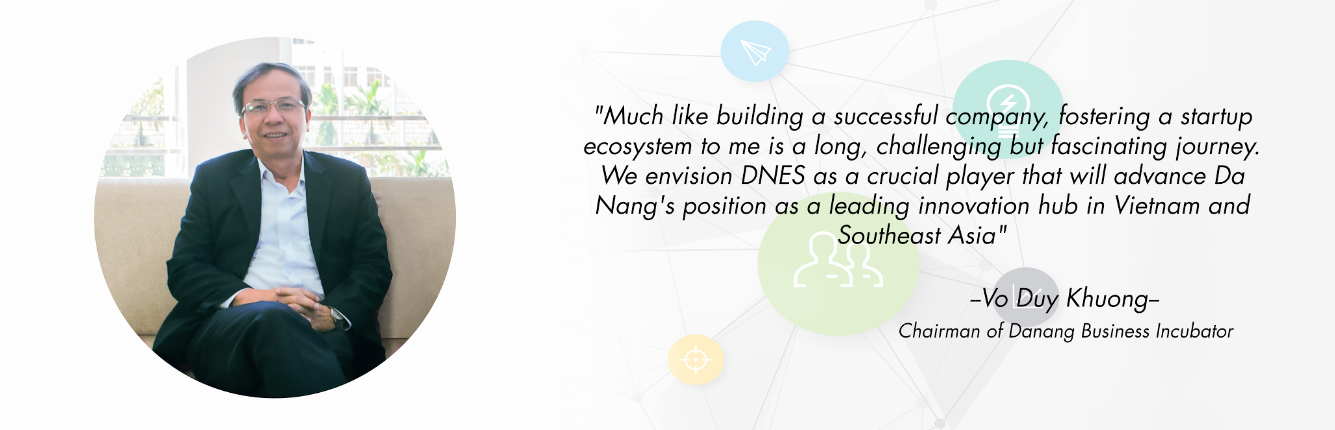 "Much like building a successful company, fostering a startup
ecosystem to me is a long, challenging but fascinating journey.
We envision DNES as a crucial player that will advance Da
Nang's position as a leading innovation hub in Vietnam and
Southeast Asia"
–Vo Duy Khuong–
Chairman of Danang Business Incubator